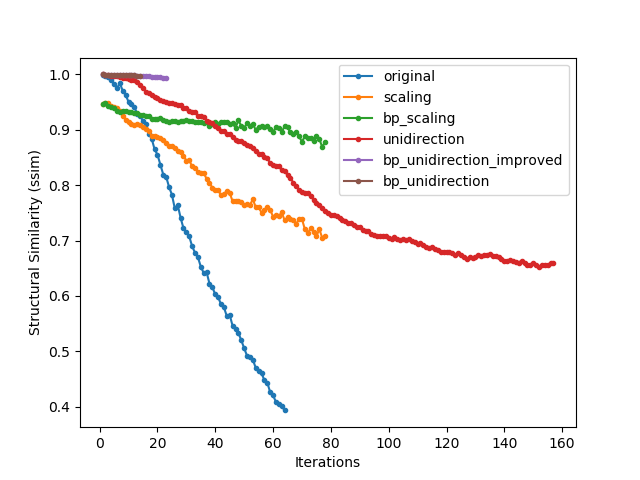 1.0
0.9
0.8
0.7
0.6
0.5
0.4
Structural Similarity (ssim)
original
scaling
bp_scaling
unidirection
bp_unidirection_improved
bp_unidirection
0 20 40 60 80 100 120 140 160
Iterations